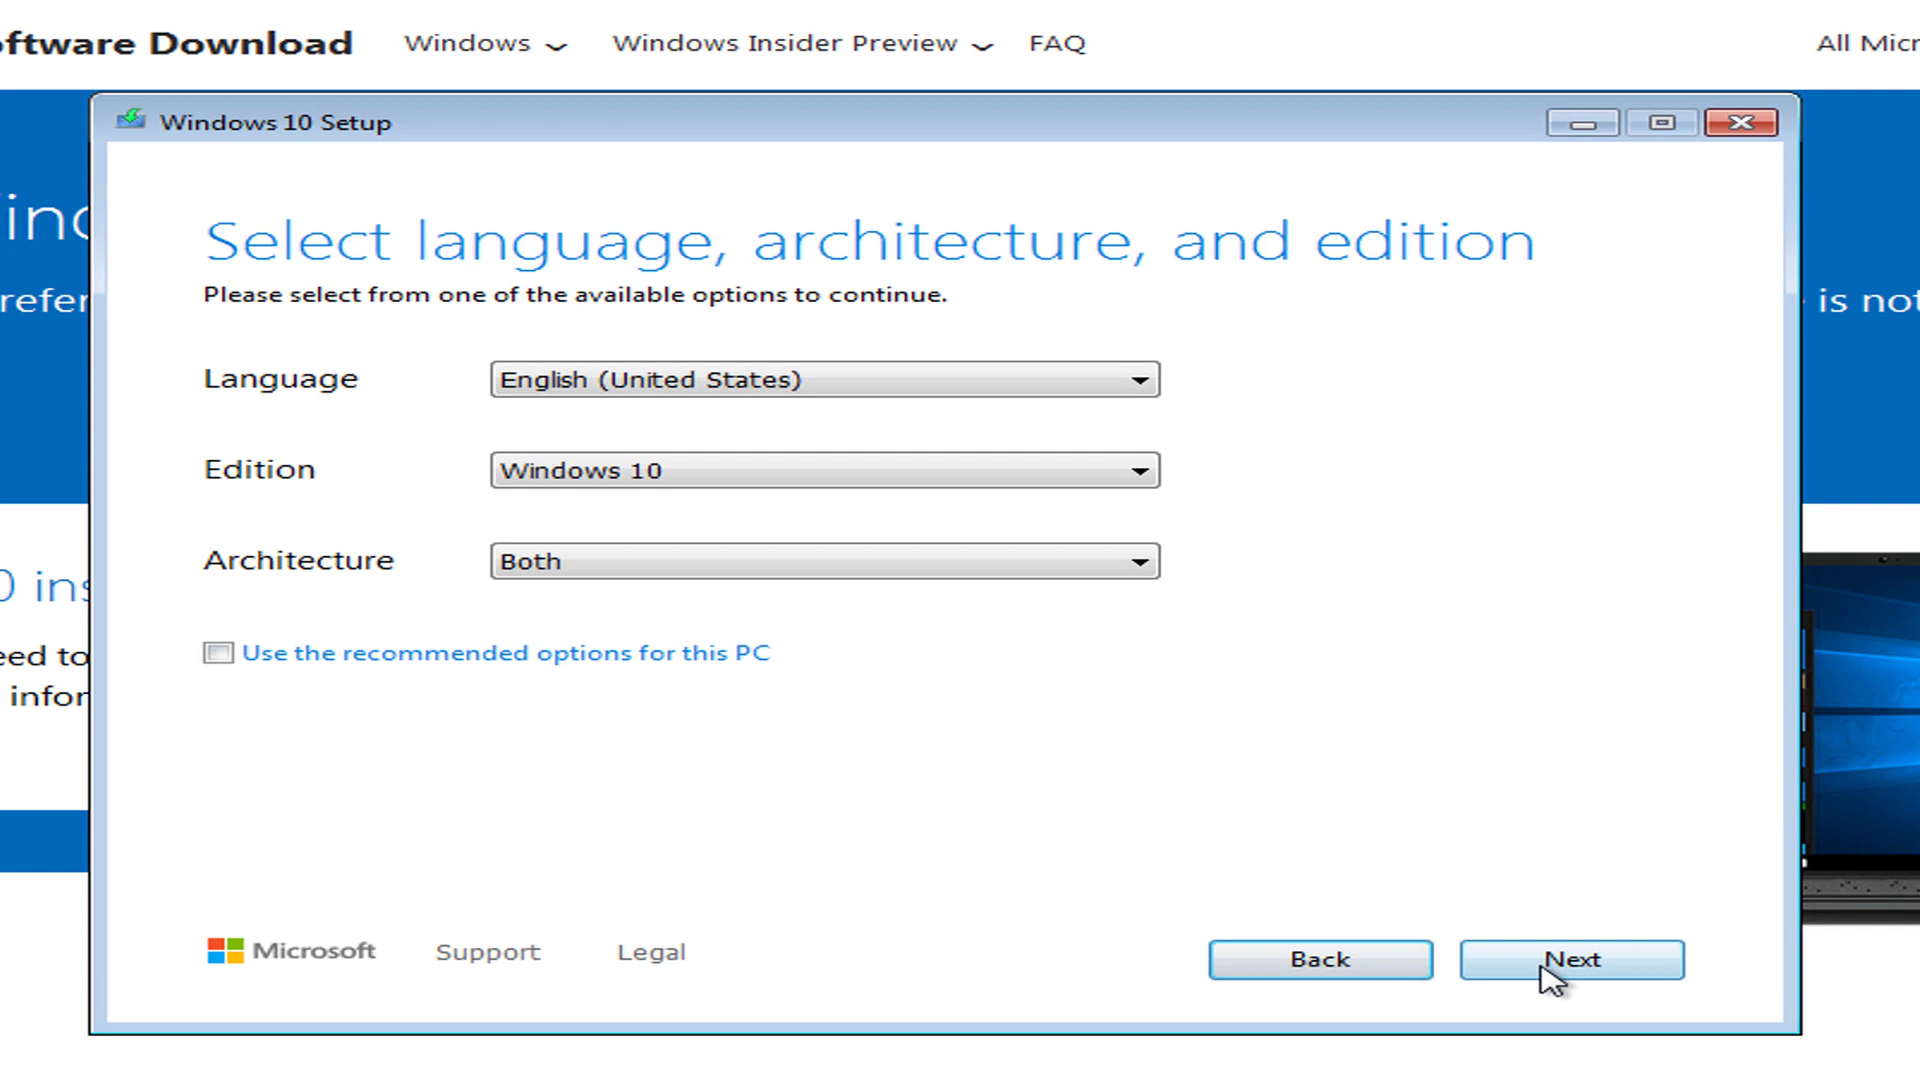 oftware Download Windows Windows Insider Preview FAQ All Micr
Windows 10 Setup
inc
Select language, architecture, and edition
refer Please select from one of the available options to continue. is not
Language English (United States)
Edition Windows 10
Architecture Both
0 ins
Use the recommended options for this PC
eed to
infor
Microsoft Support Legal Back Next